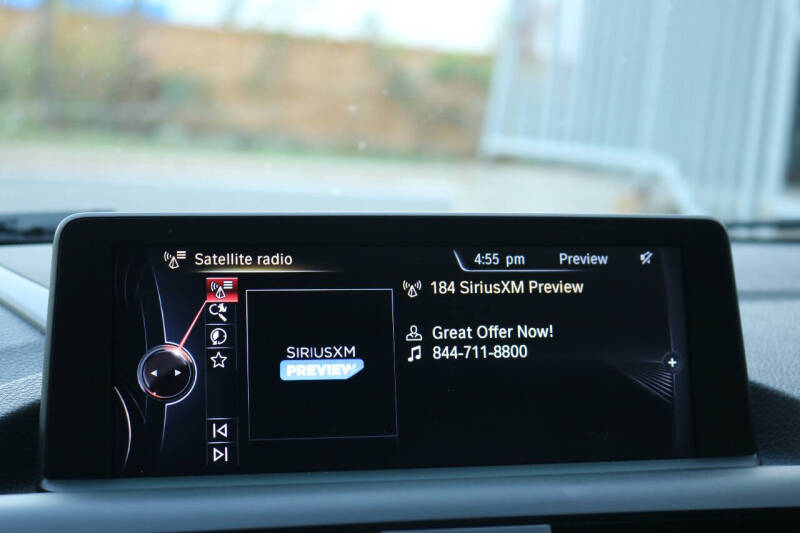 Satellite radio
4:55 pm
Preview
184 SiriusXM Preview
Great Offer Now!
844-711-8800
SIRIUSXM
PREVIEW